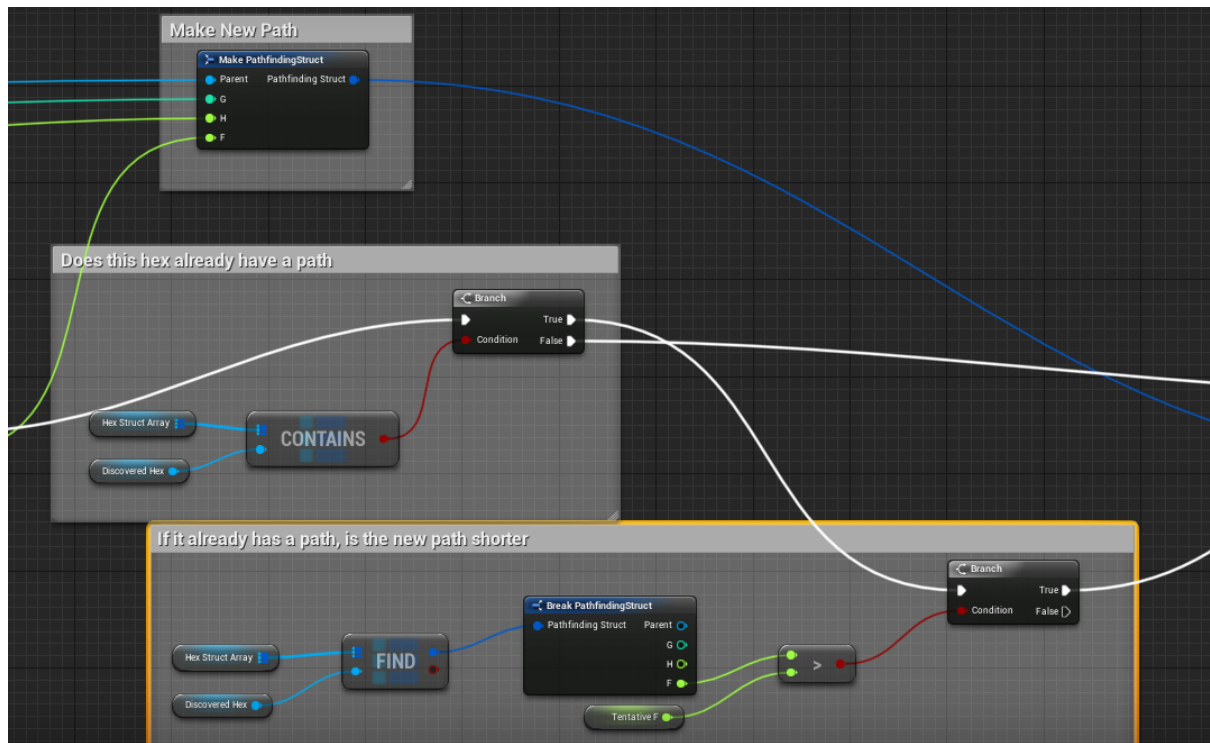 Make New Path
Make PathfindingStruct
Parent Pathfinding Struct
G
H
F
Does this hex already have a path
Branch
True
Condition False
Hex Struct Array
CONTAINS
Discovered Hex
If it already has a path, is the new path shorter
Branch
True
Condition False
Break PathfindingStruct
Pathfinding Struct Parent
G
H
F
Hex Struct Array
FIND
>
Discovered Hex
Tentative F